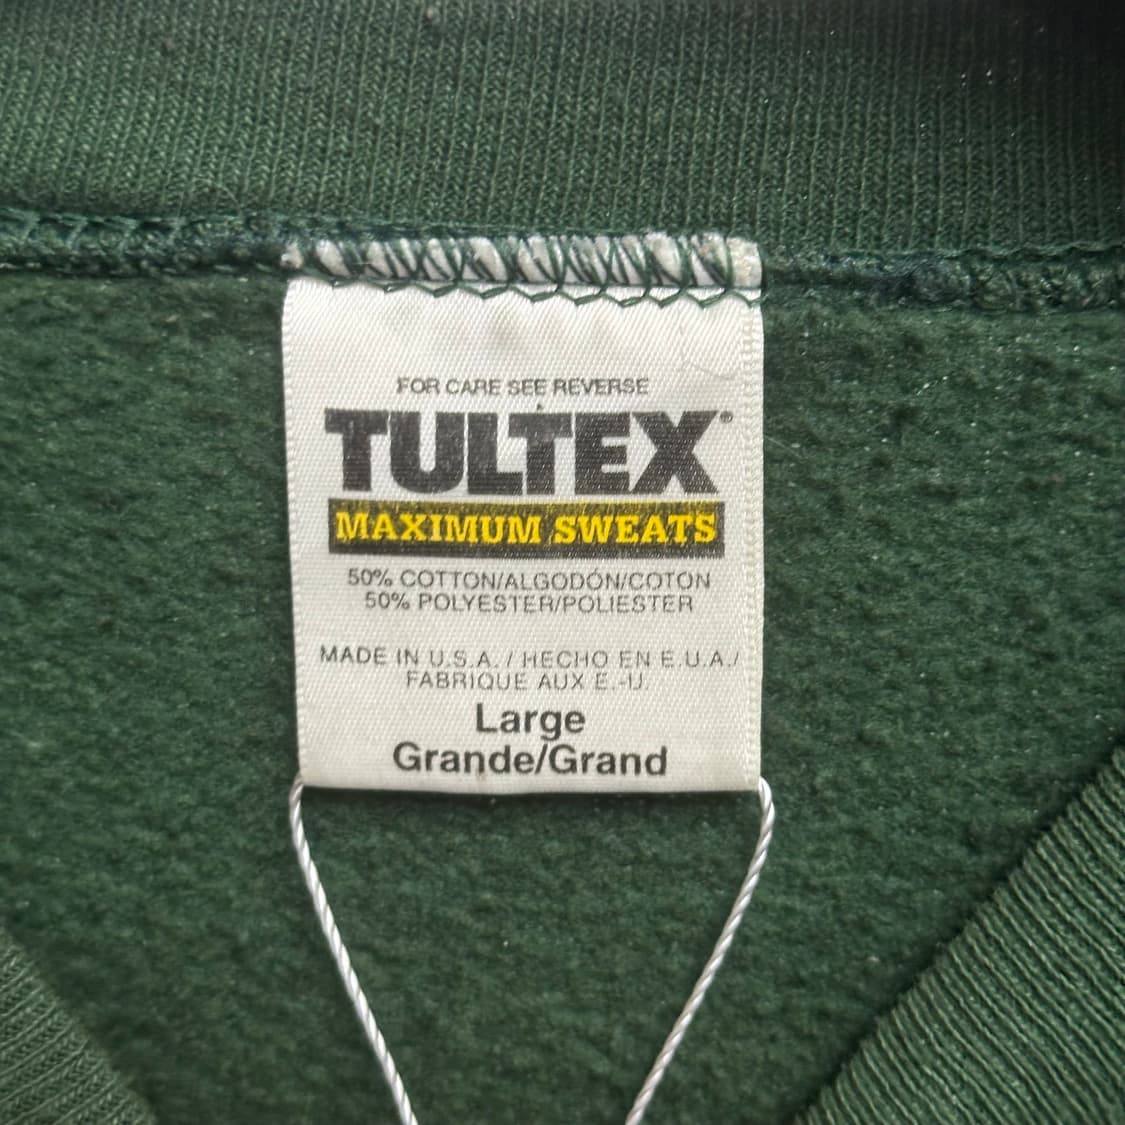 FOR CARE SEE REVERSE
TULTEX®
MAXIMUM SWEATS
50% COTTON/ALGODÓN/COTON
50% POLYESTER/POLIESTER
MADE IN U.S.A. / HECHO EN E.U.A./
FABRIQUE AUX E.-U.
Large
Grande/Grand